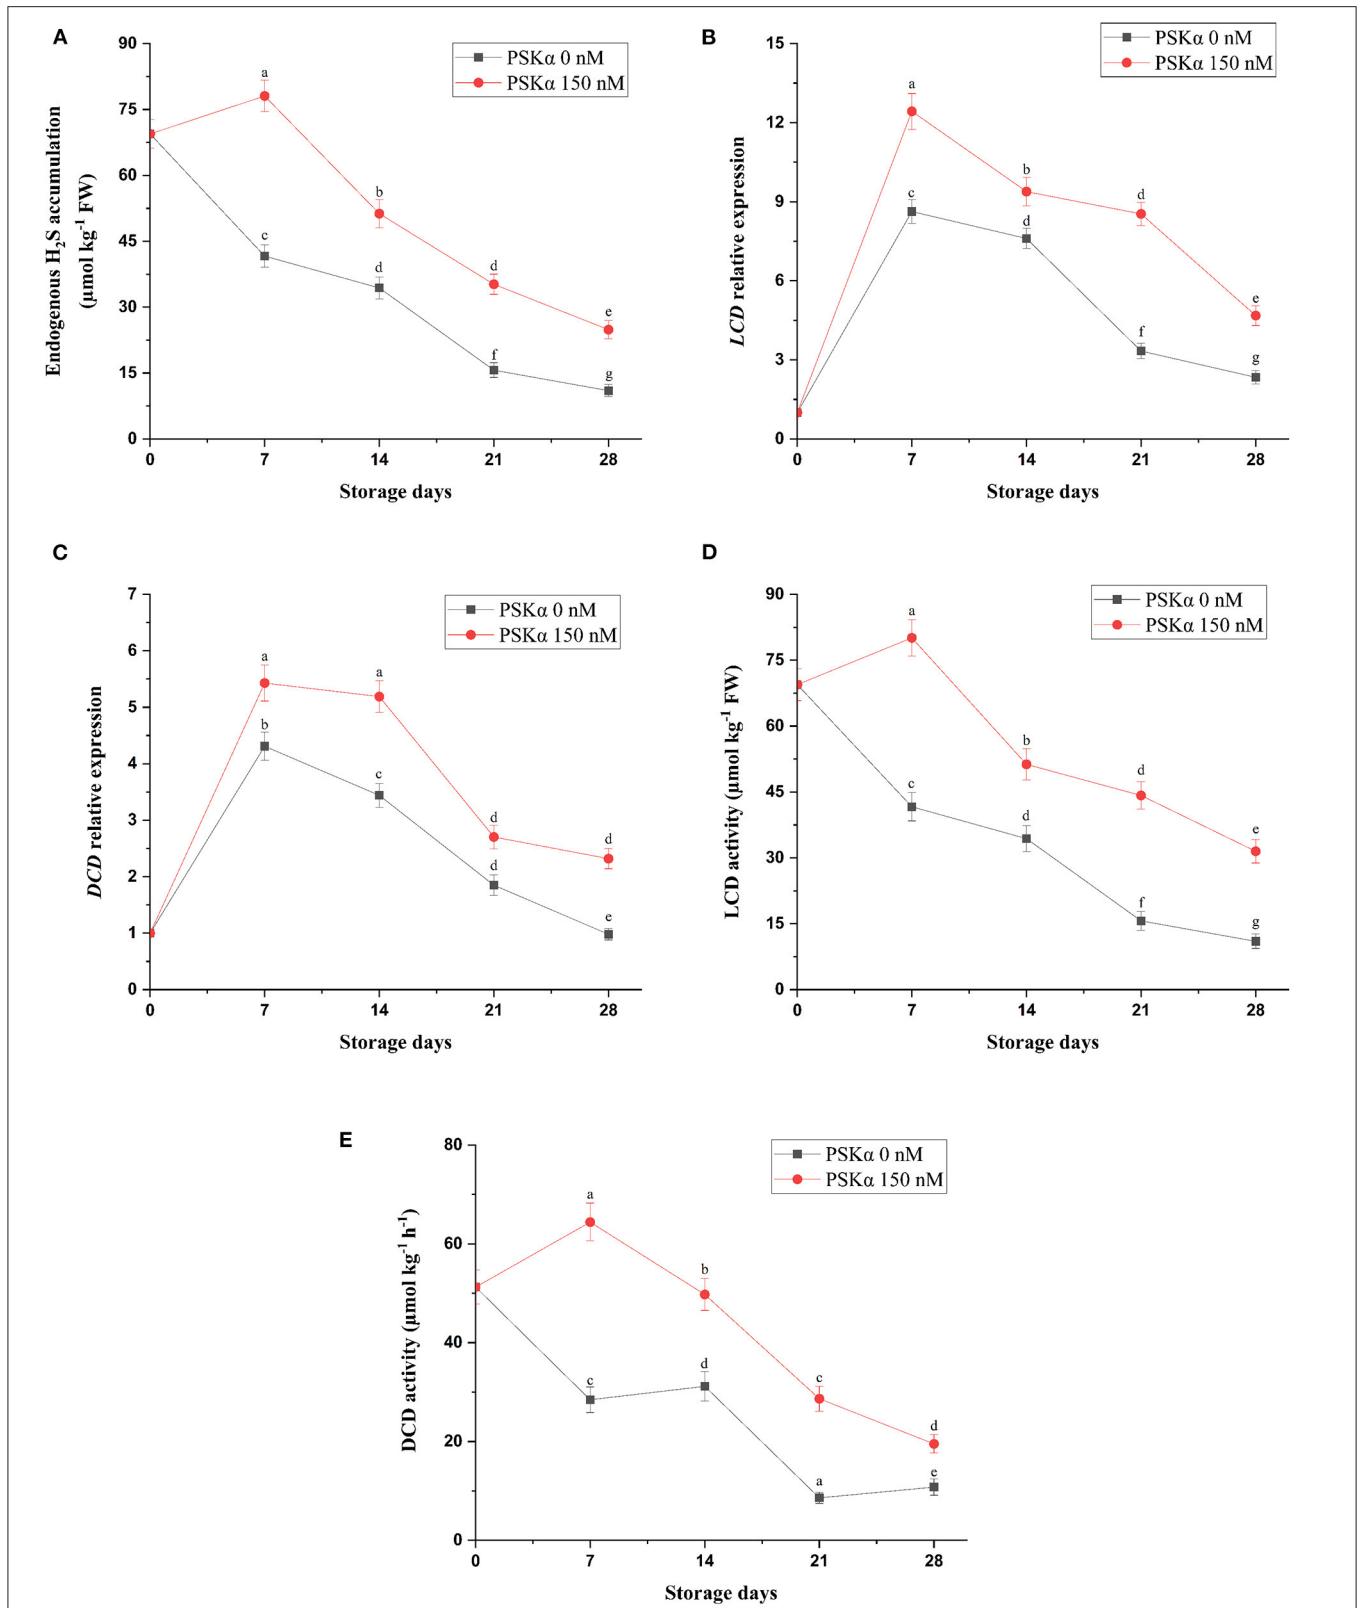 A
90
75
60
45
30
15
0
Endogenous H₂S accumulation
(μmol kg⁻¹ FW)
PSKα 0 nM
PSKα 150 nM
a
b
c
d
d
e
f
g
0 7 14 21 28
Storage days
B
15
12
9
6
3
0
LCD relative expression
PSKα 0 nM
PSKα 150 nM
a
b
d
c
d
e
f
g
0 7 14 21 28
Storage days
C
7
6
5
4
3
2
1
0
DCD relative expression
PSKα 0 nM
PSKα 150 nM
a
a
b
c
d
d
d
e
0 7 14 21 28
Storage days
D
90
75
60
45
30
15
0
LCD activity (μmol kg⁻¹ FW)
PSKα 0 nM
PSKα 150 nM
a
b
d
c
d
e
f
g
0 7 14 21 28
Storage days
E
80
60
40
20
0
DCD activity (μmol kg⁻¹ h⁻¹)
PSKα 0 nM
PSKα 150 nM
a
b
d
c
c
d
a
e
0 7 14 21 28
Storage days